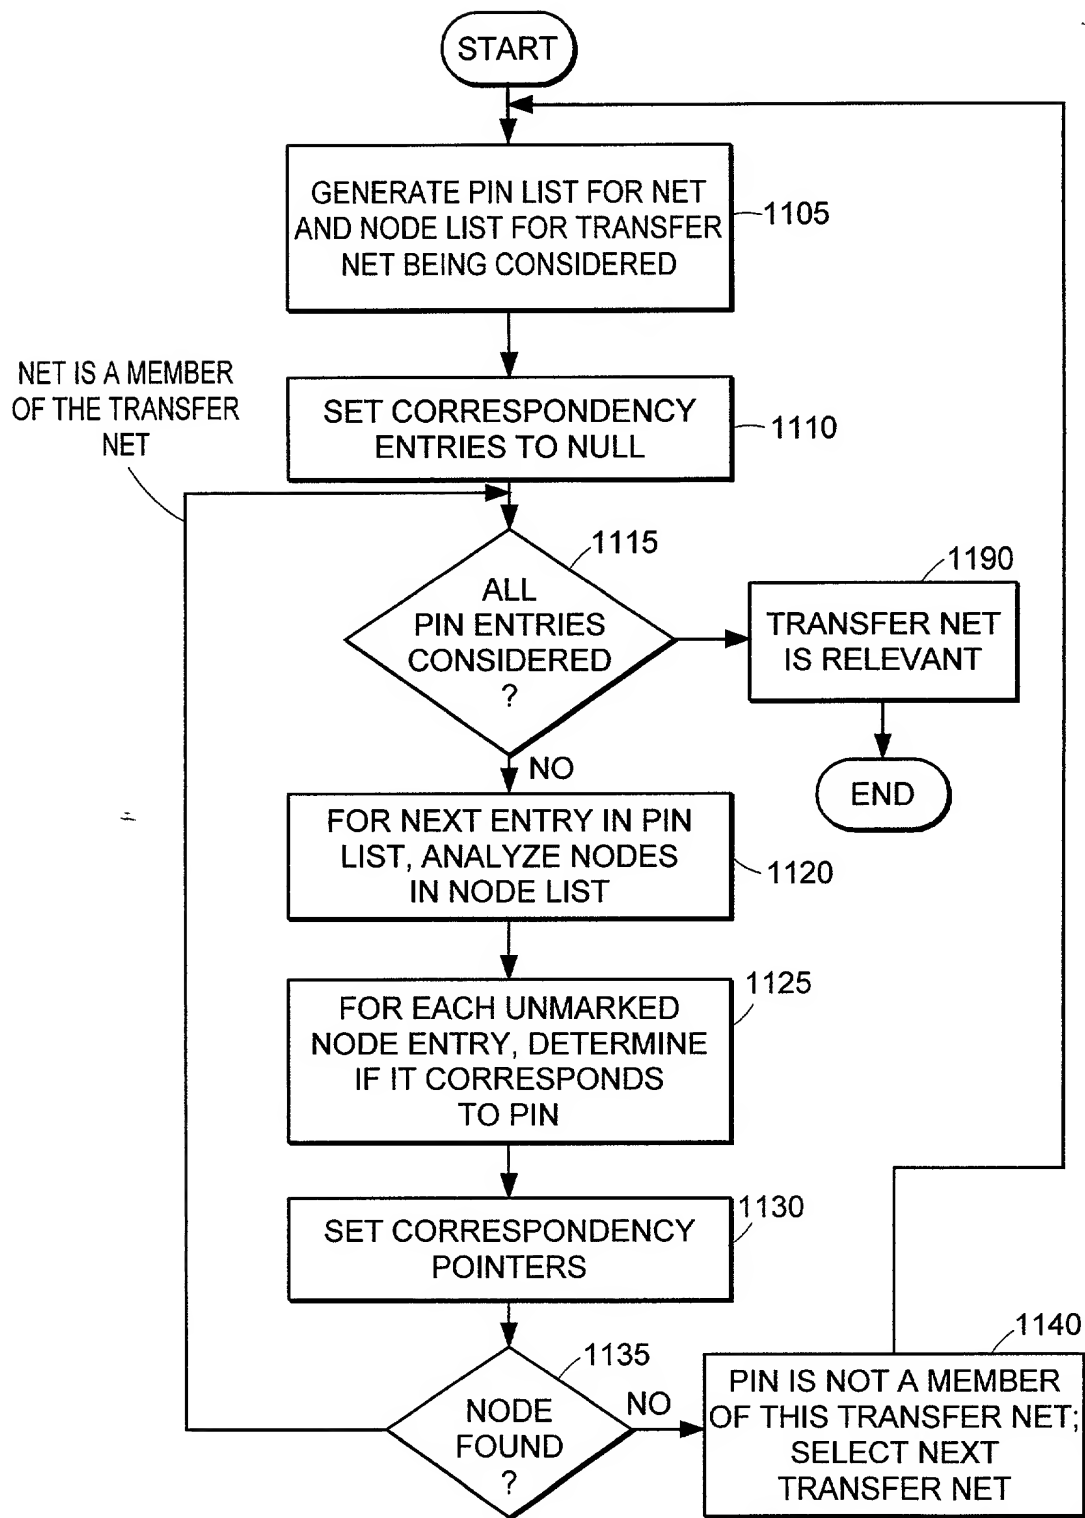 START
GENERATE PIN LIST FOR NET
AND NODE LIST FOR TRANSFER
NET BEING CONSIDERED
1105
NET IS A MEMBER
OF THE TRANSFER
NET
SET CORRESPONDENCY
ENTRIES TO NULL
1110
1115
ALL
PIN ENTRIES
CONSIDERED
?
1190
TRANSFER NET
IS RELEVANT
NO
END
FOR NEXT ENTRY IN PIN
LIST, ANALYZE NODES
IN NODE LIST
1120
1125
FOR EACH UNMARKED
NODE ENTRY, DETERMINE
IF IT CORRESPONDS
TO PIN
1130
SET CORRESPONDENCY
POINTERS
1135
NODE
FOUND
?
NO
1140
PIN IS NOT A MEMBER
OF THIS TRANSFER NET;
SELECT NEXT
TRANSFER NET